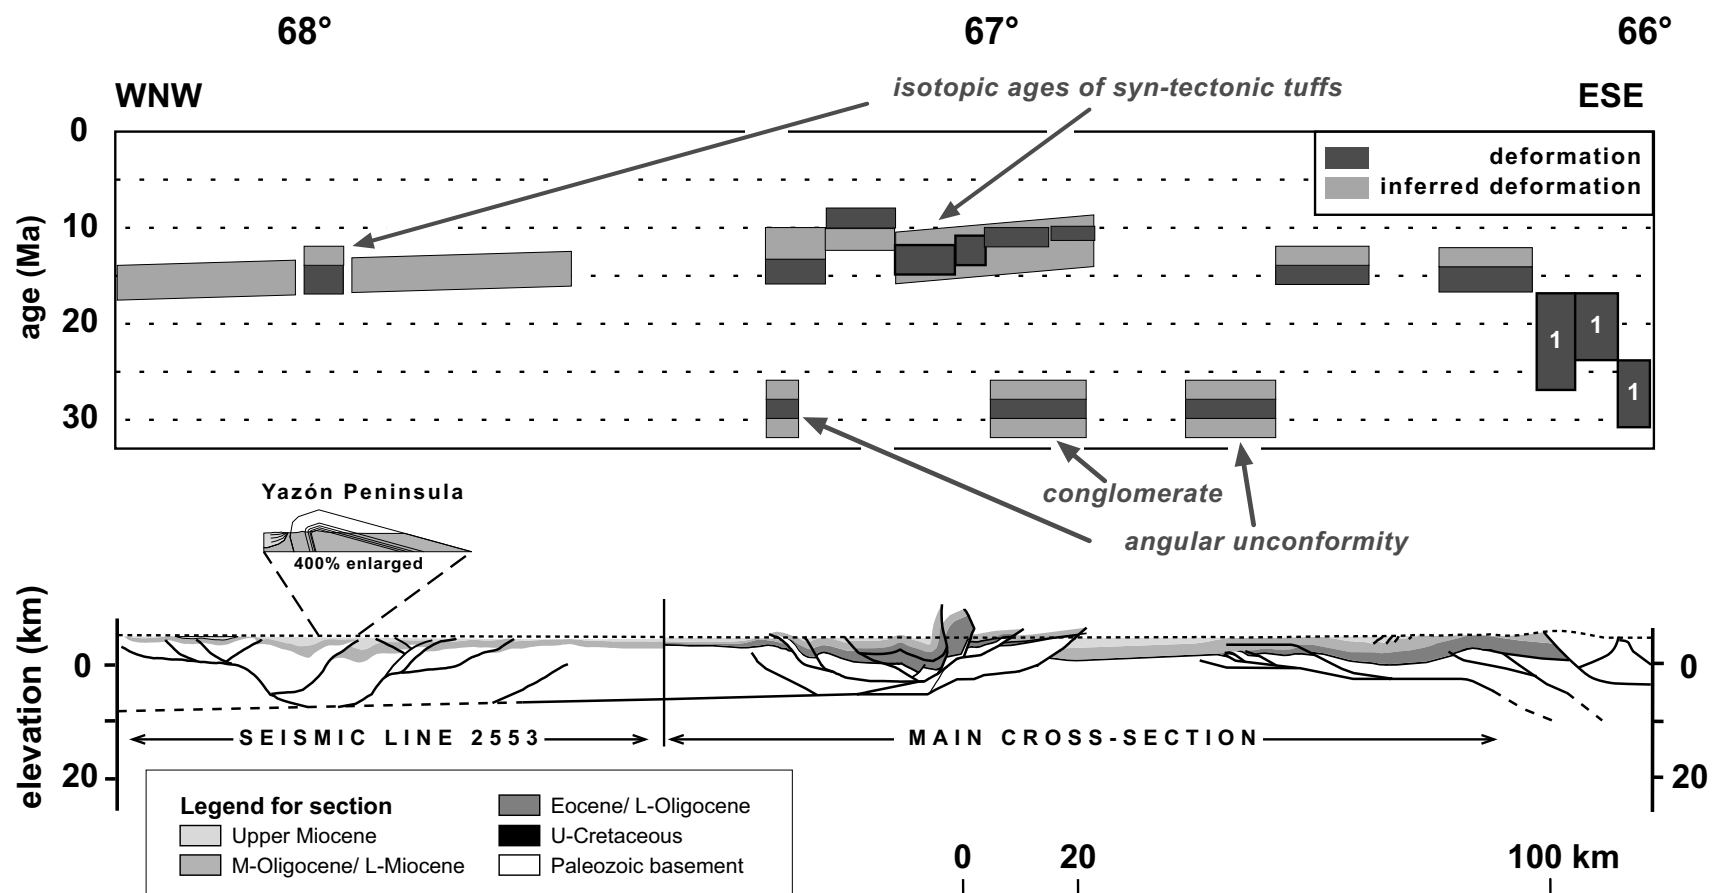 68°
67°
66°
WNW
isotopic ages of syn-tectonic tuffs
ESE
0
deformation
inferred deformation
10
age (Ma)
20
1
1
1
30
Yazón Peninsula
conglomerate
angular unconformity
400% enlarged
elevation (km)
0
0
SEISMIC LINE 2553
MAIN CROSS-SECTION
20
20
Legend for section
Upper Miocene
M-Oligocene/ L-Miocene
Eocene/ L-Oligocene
U-Cretaceous
Paleozoic basement
0
20
100 km